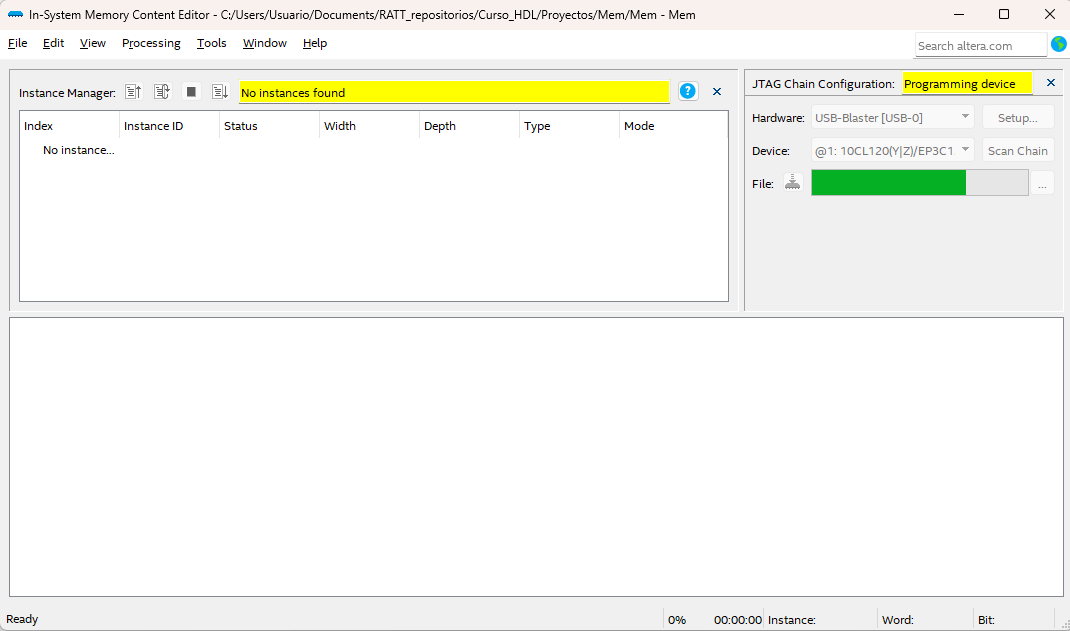 In-System Memory Content Editor - C:/Users/Usuario/Documents/RATT_repositorios/Curso_HDL/Proyectos/Mem/Mem - Mem
File Edit View Processing Tools Window Help
Search altera.com
Instance Manager: No instances found
Index Instance ID Status Width Depth Type Mode
No instance...
JTAG Chain Configuration: Programming device
Hardware: USB-Blaster [USB-0] Setup...
Device: @1: 10CL120(Y|Z)/EP3C1 Scan Chain
File: ...
Ready 0% 00:00:00 Instance: Word: Bit: